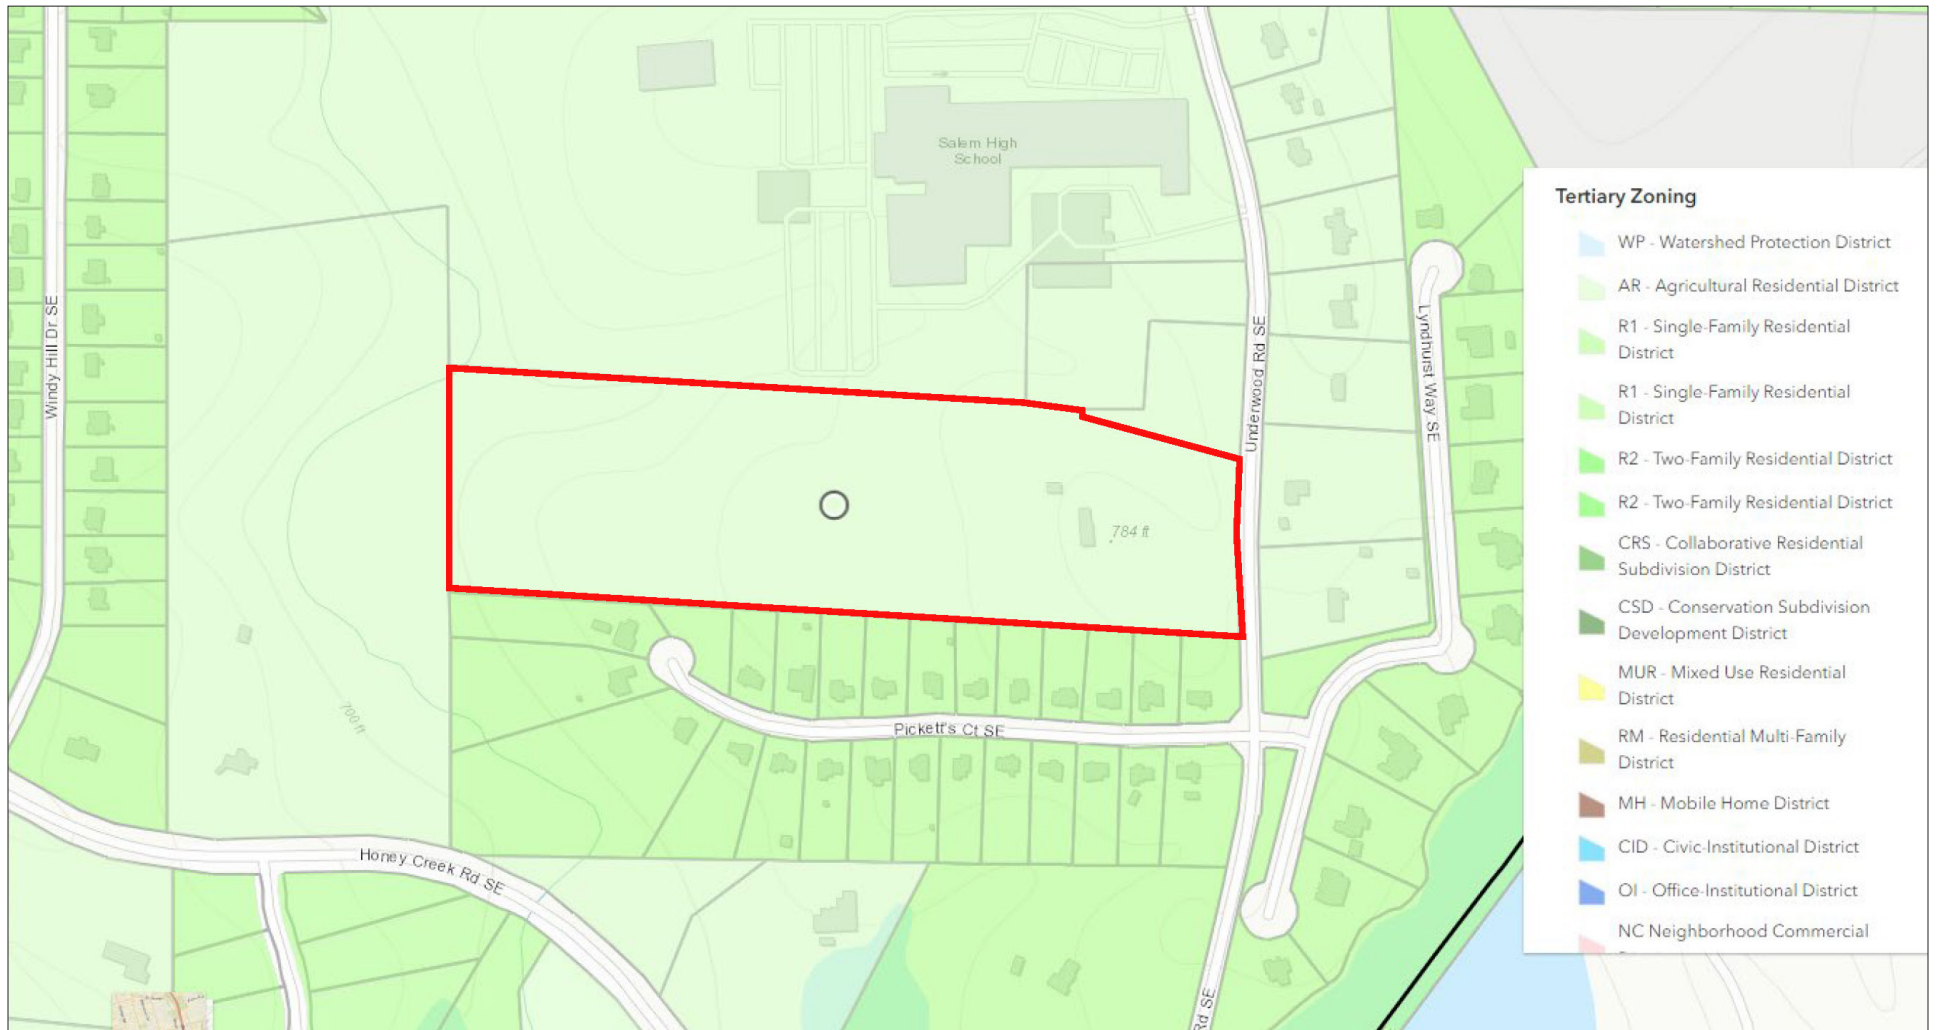 Salem High
School
Windy Hill Dr SE
Underwood Rd SE
Lyndhurst Way SE
784 ft
700 ft
Pickett's Ct SE
Honey Creek Rd SE
Rd SE
Tertiary Zoning
WP - Watershed Protection District
AR - Agricultural Residential District
R1 - Single-Family Residential
District
R1 - Single-Family Residential
District
R2 - Two-Family Residential District
R2 - Two-Family Residential District
CRS - Collaborative Residential
Subdivision District
CSD - Conservation Subdivision
Development District
MUR - Mixed Use Residential
District
RM - Residential Multi-Family
District
MH - Mobile Home District
CID - Civic-Institutional District
OI - Office-Institutional District
NC Neighborhood Commercial